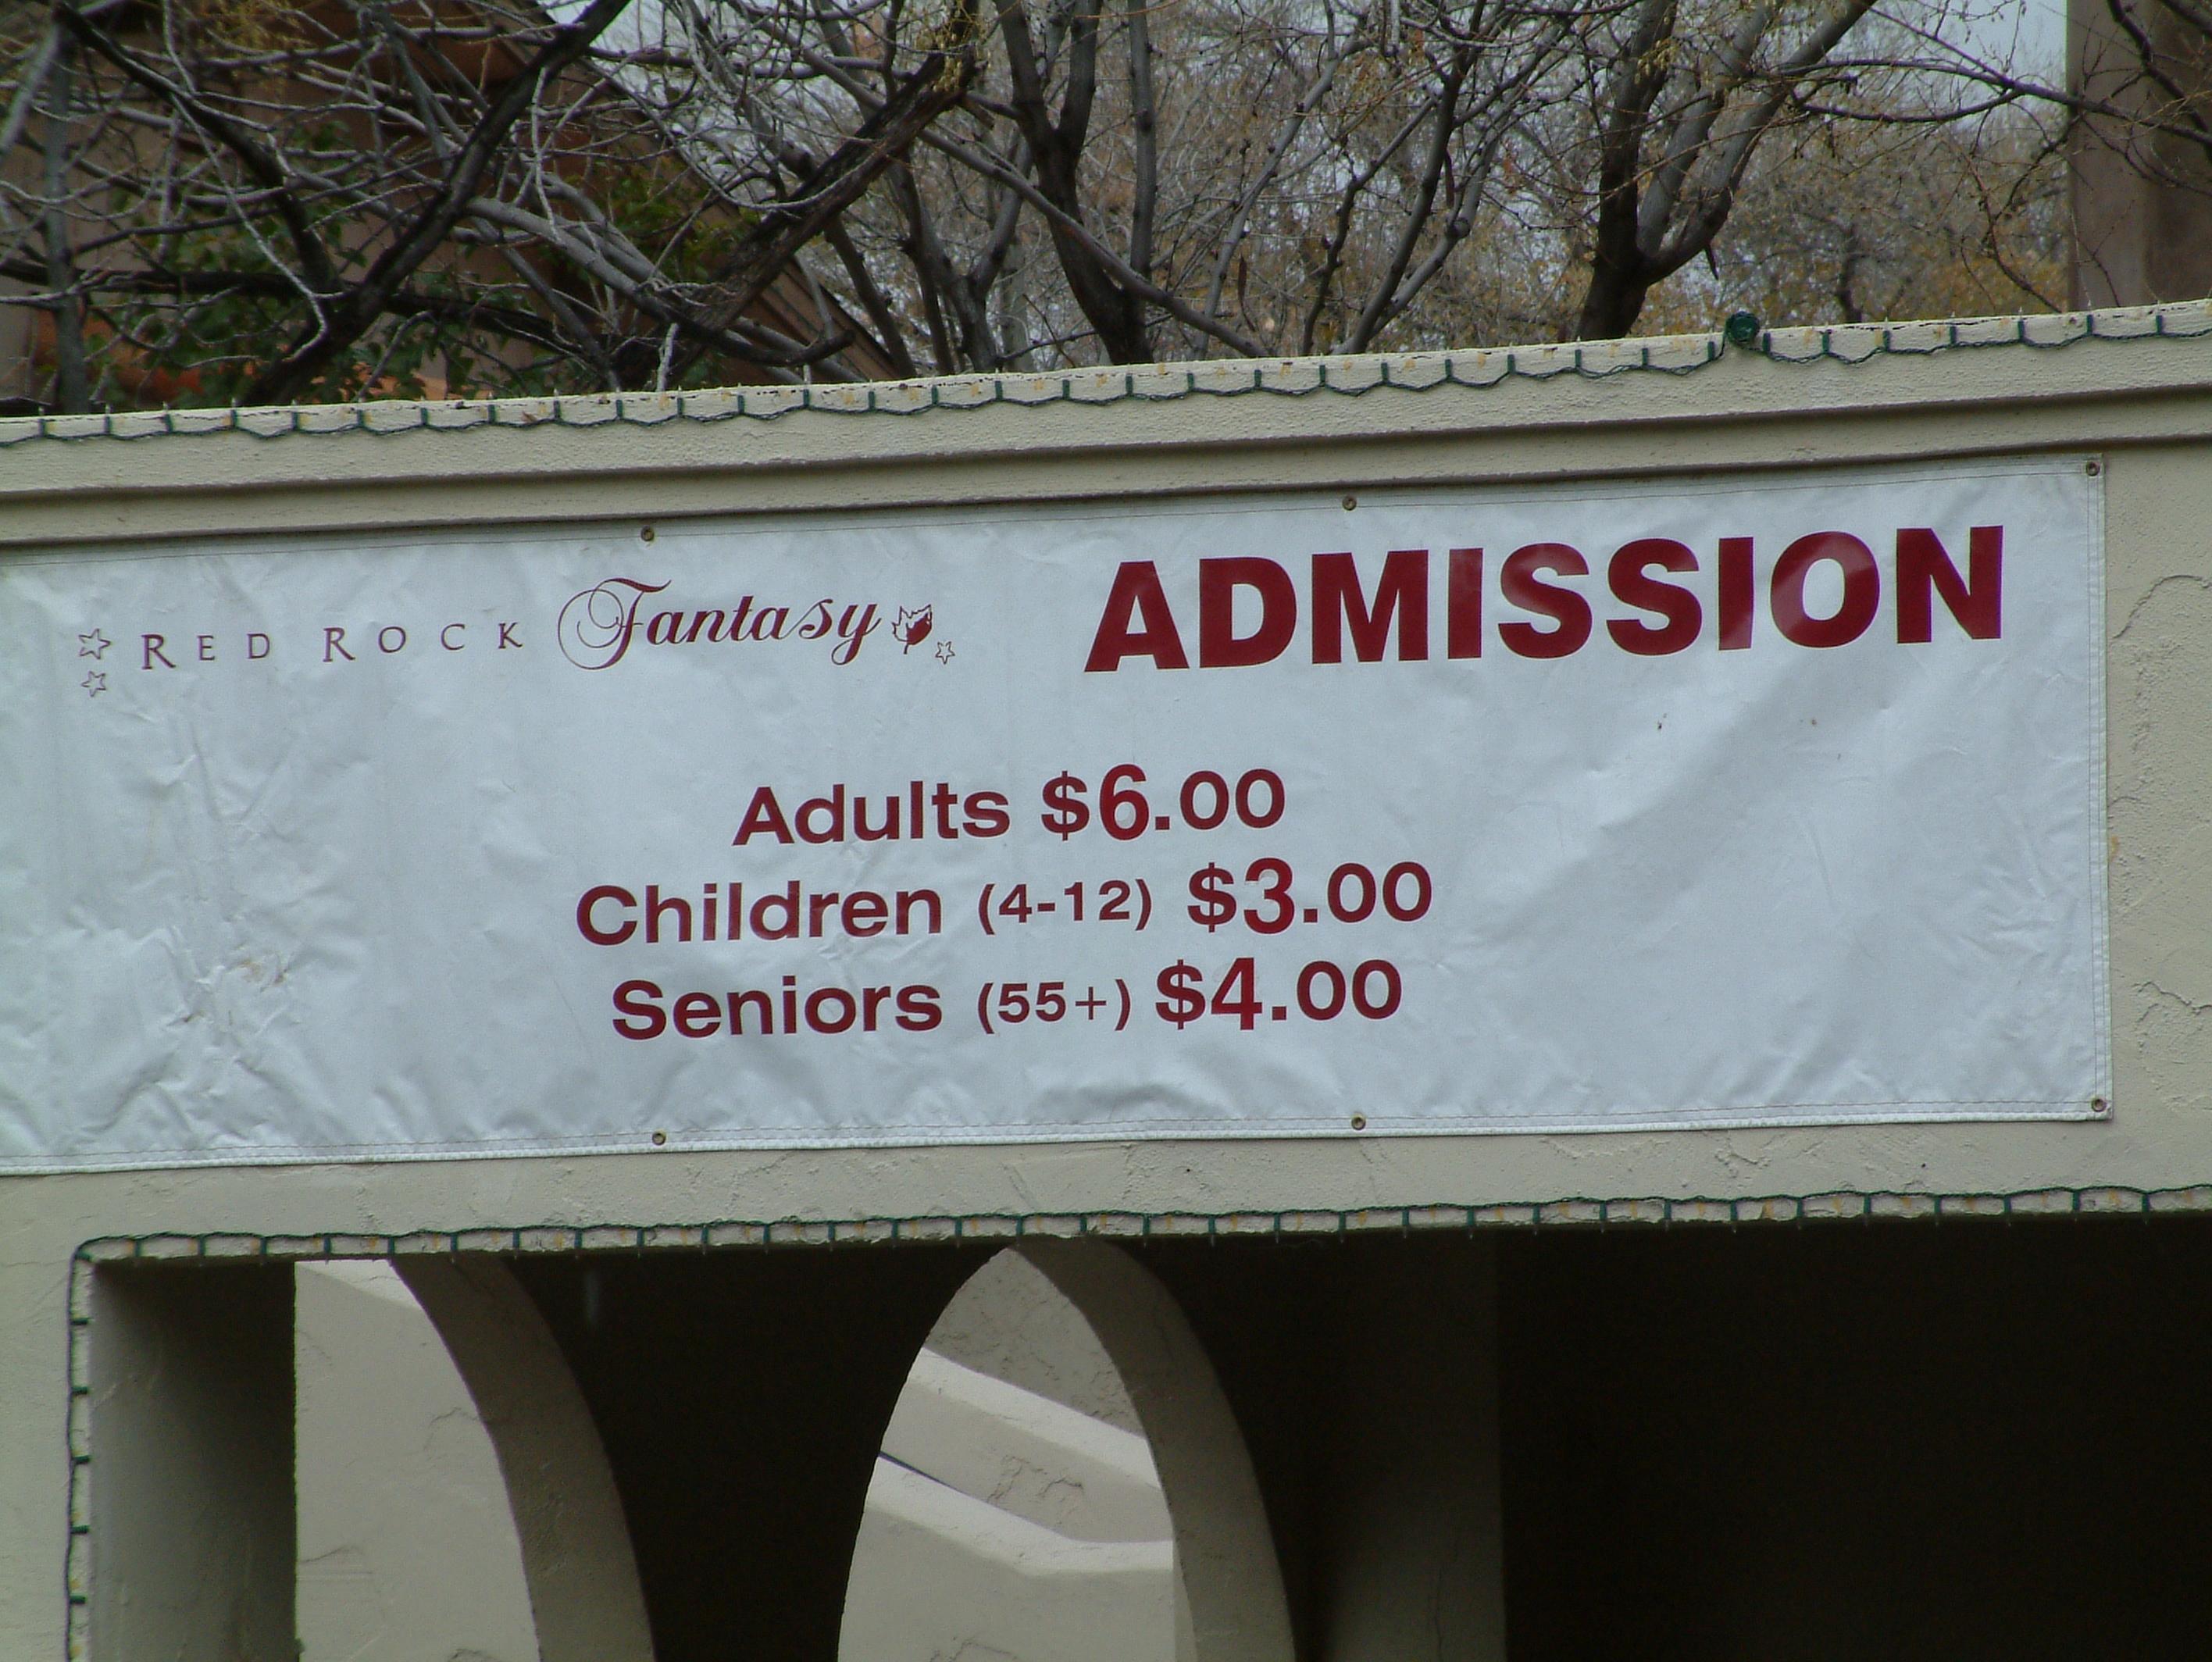 RED ROCK Fantasy
ADMISSION
Adults $6.00
Children (4-12) $3.00
Seniors (55+) $4.00